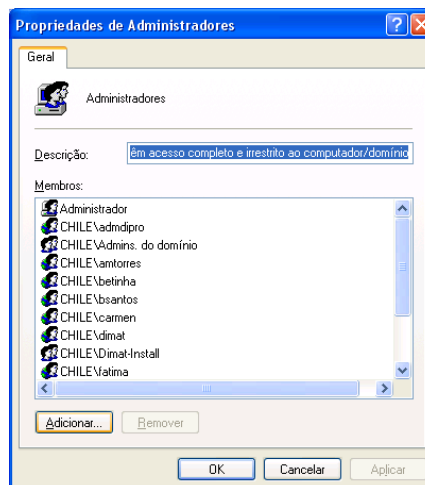 Propriedades de Administradores
Geral
Administradores
Descrição: êm acesso completo e irrestrito ao computador/domínio
Membros:
Administrador
CHILE\admdipro
CHILE\Admins. do domínio
CHILE\amtorres
CHILE\betinha
CHILE\bsantos
CHILE\carmen
CHILE\dimat
CHILE\Dimat-Install
CHILE\fatima
Adicionar... Remover
OK Cancelar Aplicar